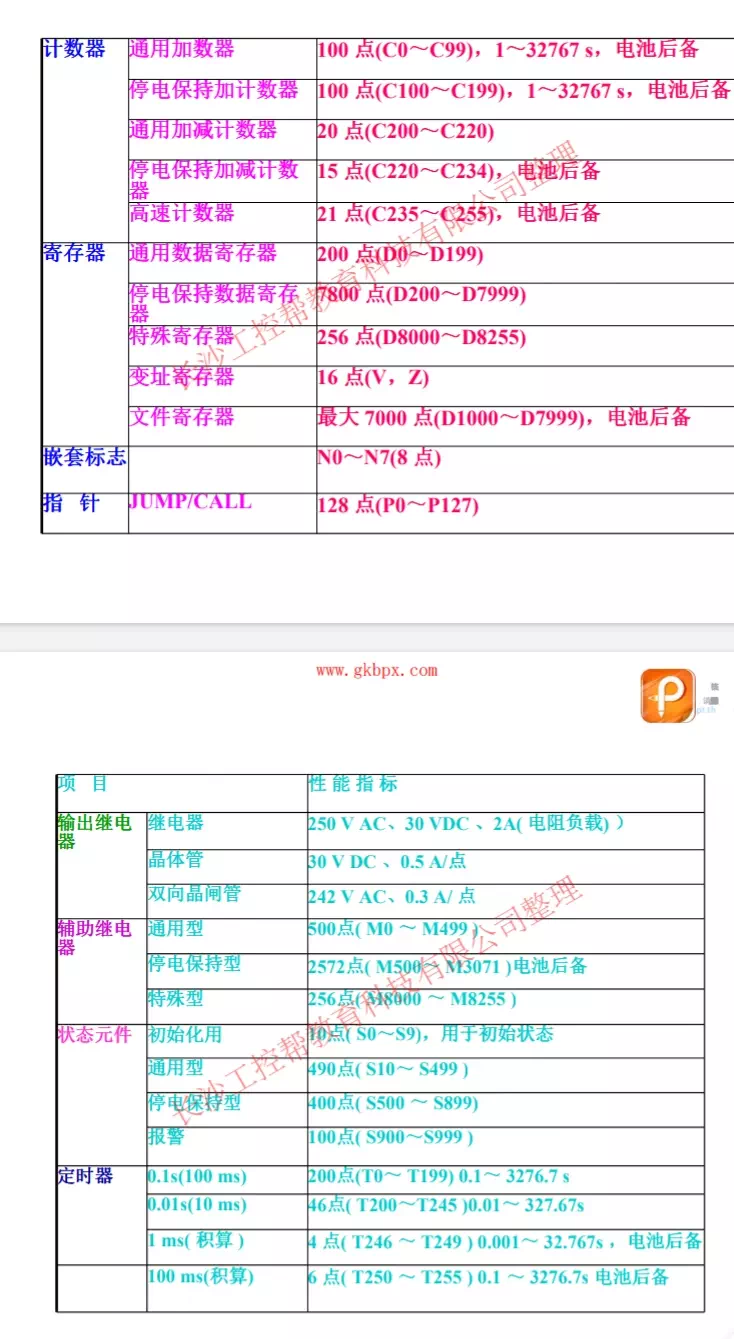 计数器 通用加数器 100 点(C0～C99)，1～32767 s，电池后备
停电保持加计数器 100 点(C100～C199)，1～32767 s，电池后备
通用加减计数器 20 点(C200～C220)
停电保持加减计数
器 15 点(C220～C234)，电池后备
高速计数器 21 点(C235～C255)，电池后备
寄存器 通用数据寄存器 200 点(D0～D199)
停电保持数据寄存
器 7800 点(D200～D7999)
特殊寄存器 256 点(D8000～D8255)
变址寄存器 16 点(V，Z)
文件寄存器 最大 7000 点(D1000～D7999)，电池后备
嵌套标志 N0～N7(8 点)
指 针 JUMP/CALL 128 点(P0～P127)
长沙工控帮教育科技有限公司整理
www.gkbpx.com
项 目 性 能 指 标
输出继电
器 继电器 250 V AC、30 VDC 、2A( 电阻负载) ）
晶体管 30 V DC 、0.5 A/点
双向晶闸管 242 V AC、0.3 A/ 点
辅助继电
器 通用型 500点( M0 ～ M499 )
停电保持型 2572点( M500～ M3071 )电池后备
特殊型 256点( M8000 ～ M8255 )
状态元件 初始化用 10点( S0～S9)，用于初始状态
通用型 490点( S10～ S499 )
停电保持型 400点( S500 ～ S899)
报警 100点( S900～S999 )
定时器 0.1s(100 ms) 200点(T0～ T199) 0.1～ 3276.7 s
0.01s(10 ms) 46点( T200～T245 )0.01～ 327.67s
1 ms( 积算 ) 4 点( T246 ～ T249 ) 0.001～ 32.767s ，电池后备
100 ms(积算) 6 点( T250 ～ T255 ) 0.1 ～ 3276.7s 电池后备
长沙工控帮教育科技有限公司整理